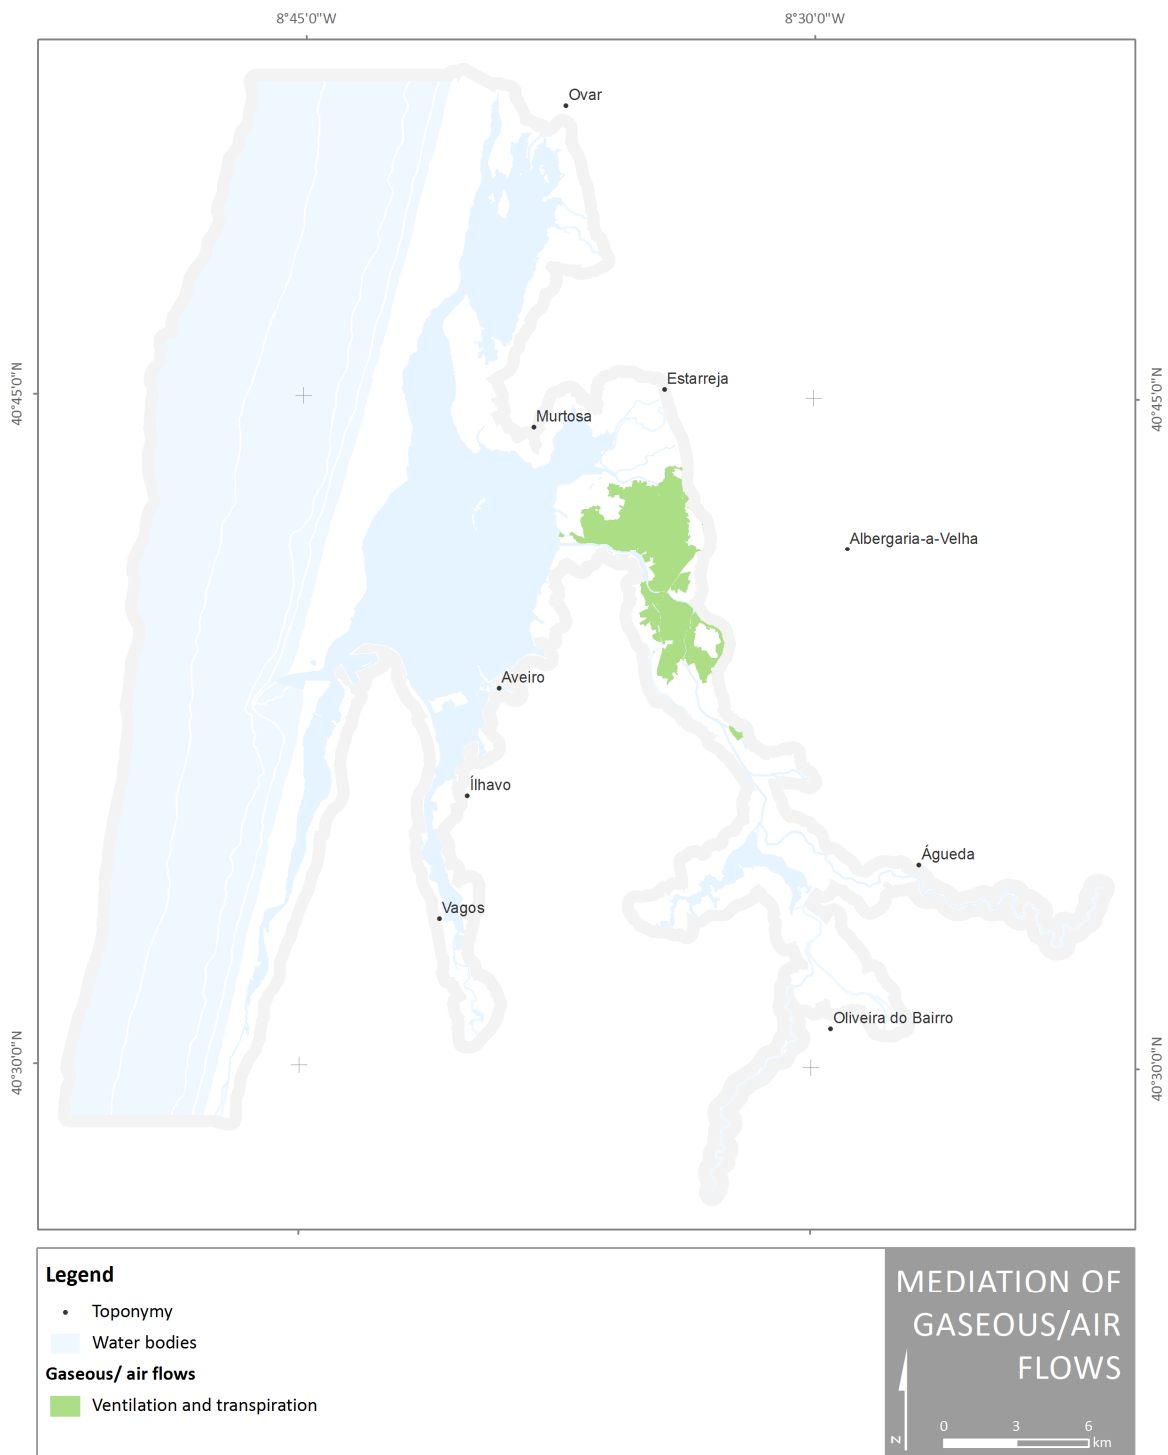 8°45'0"W
8°30'0"W
Ovar
40°45'0"N
40°45'0"N
Estarreja
Murtosa
Albergaria-a-Velha
Aveiro
Ílhavo
Águeda
Vagos
Oliveira do Bairro
40°30'0"N
40°30'0"N
Legend
Toponymy
Water bodies
Gaseous/ air flows
Ventilation and transpiration
MEDIATION OF
GASEOUS/AIR
FLOWS
N
0 3 6
km